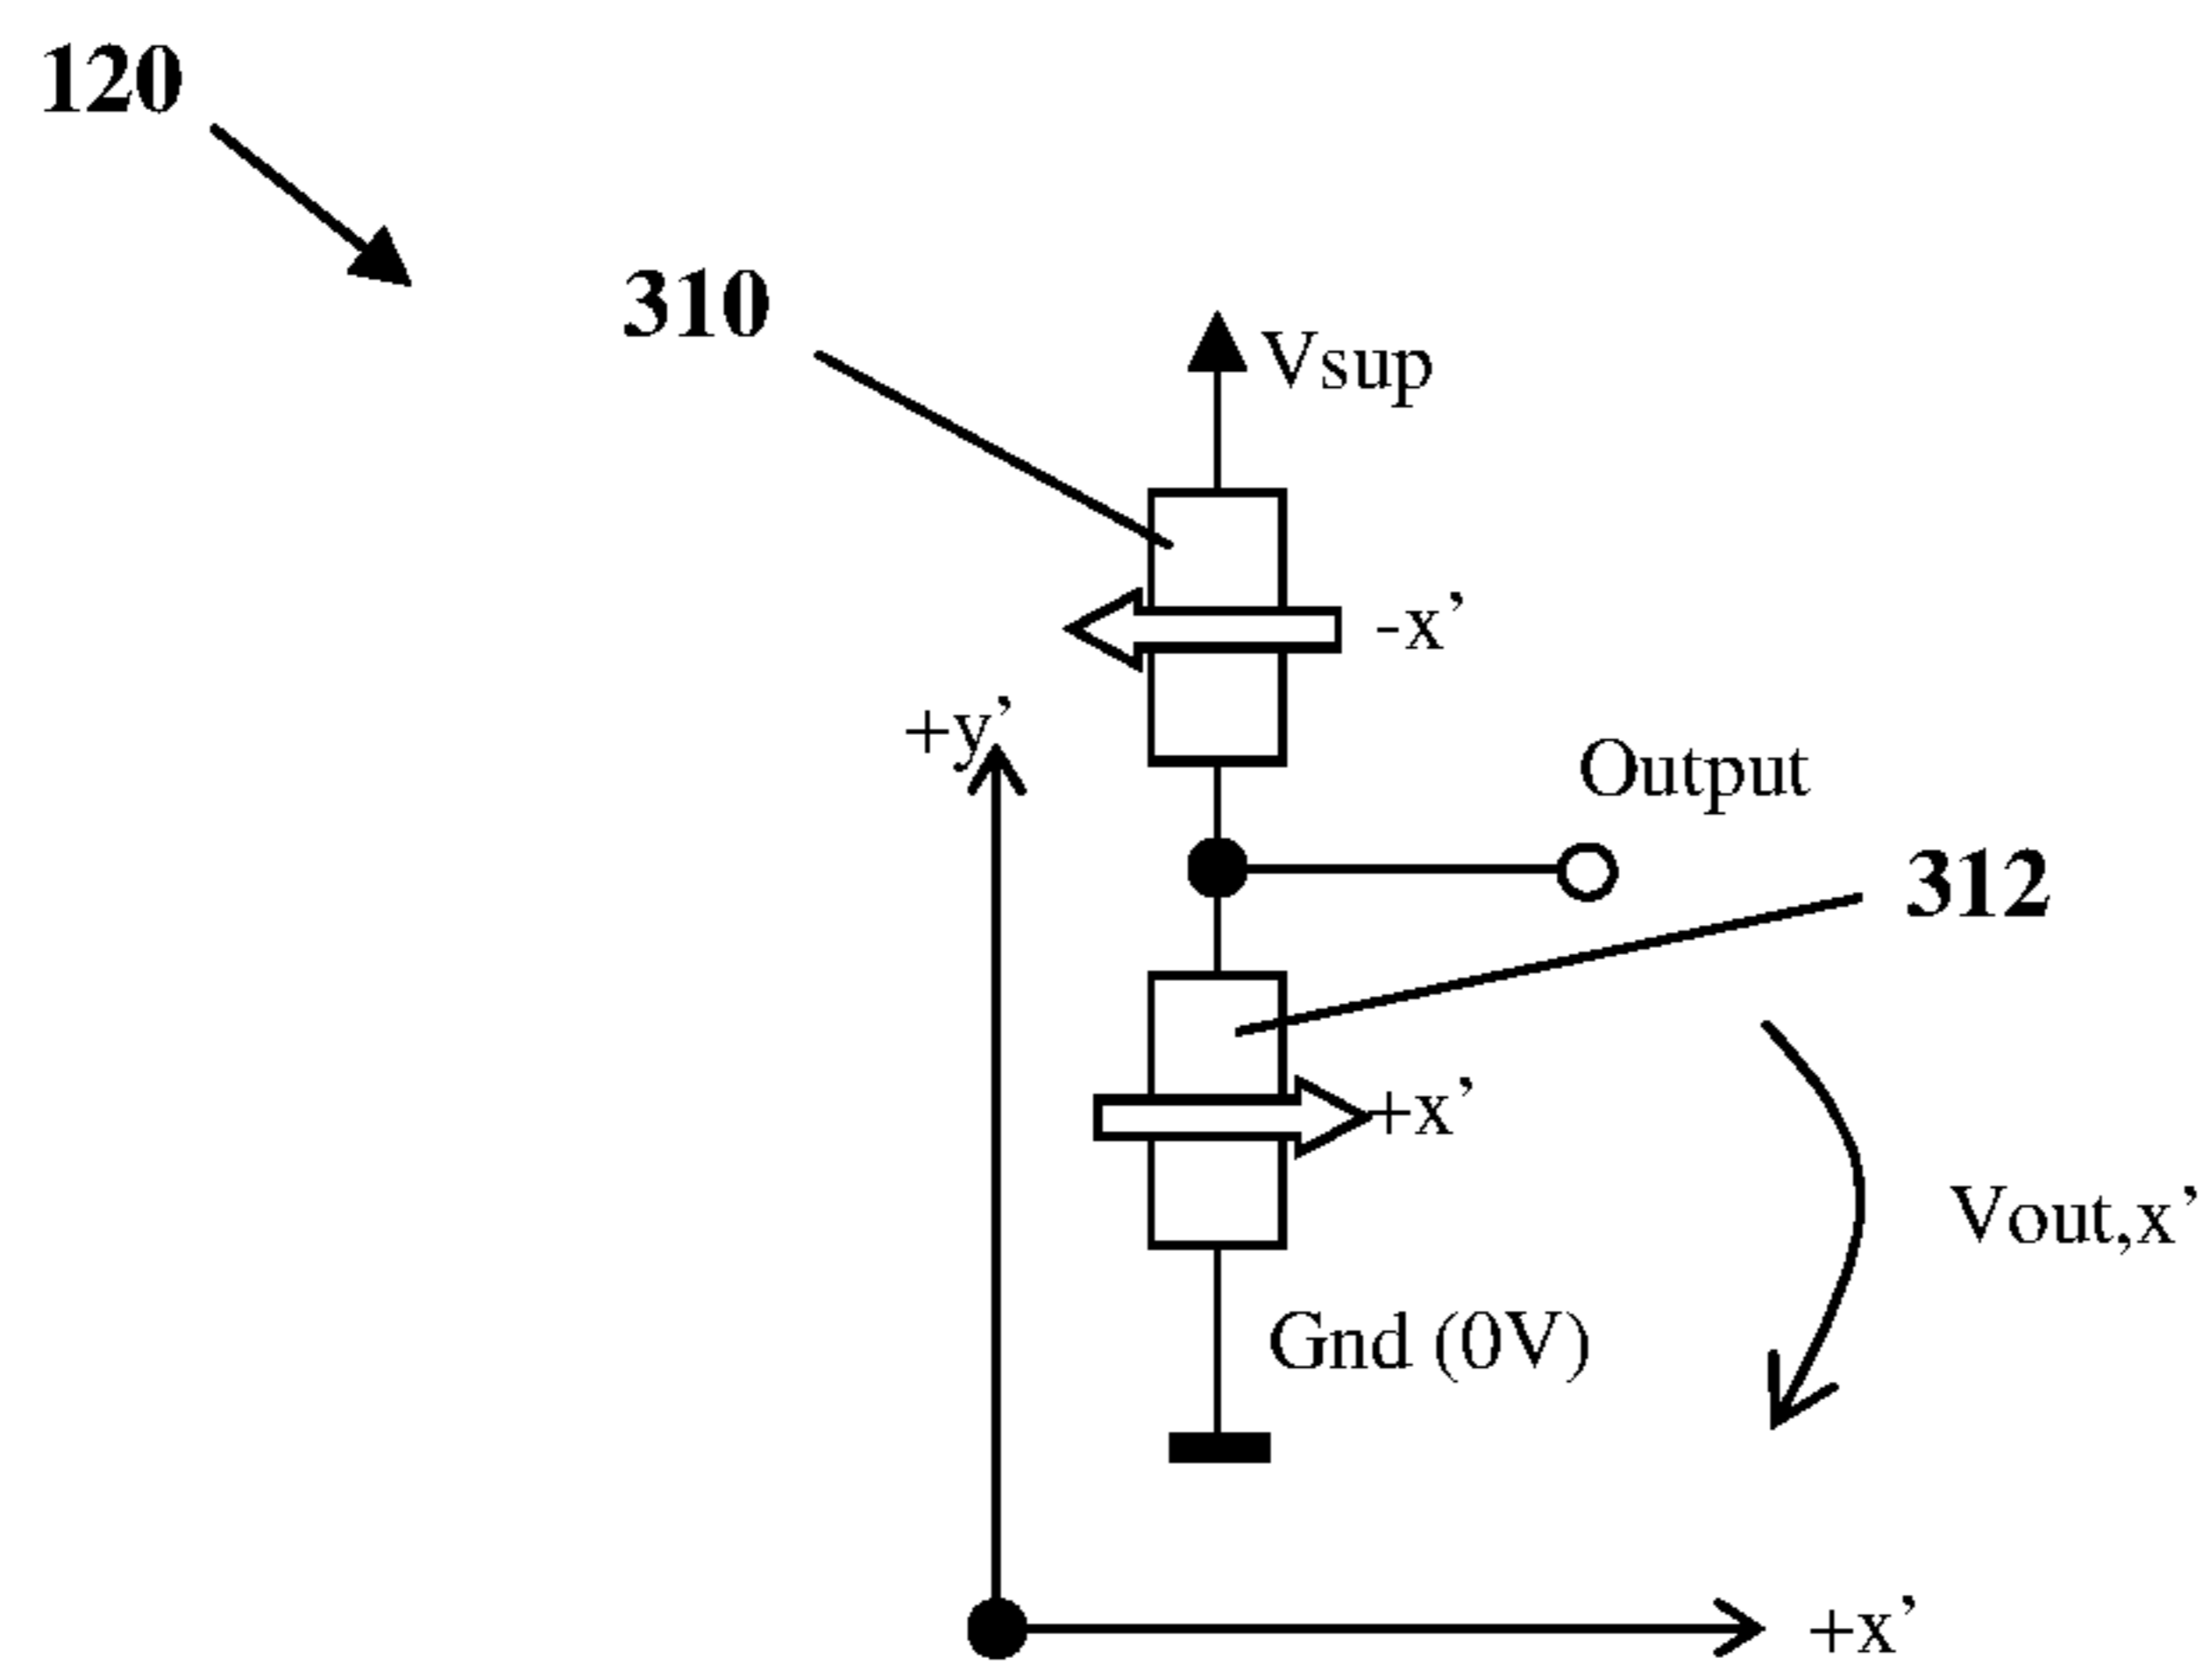 120
310
Vsup
-x’
+y’
Output
312
+x’
Vout,x’
Gnd (0V)
+x’